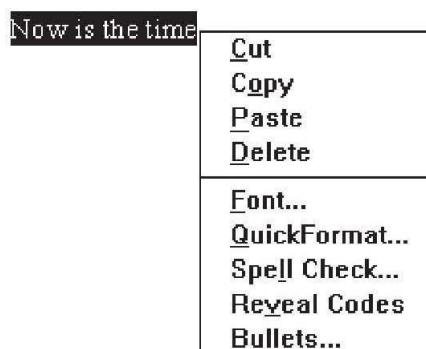 Now is the time
Cut
Copy
Paste
Delete
Font...
QuickFormat...
Spell Check...
Reveal Codes
Bullets...